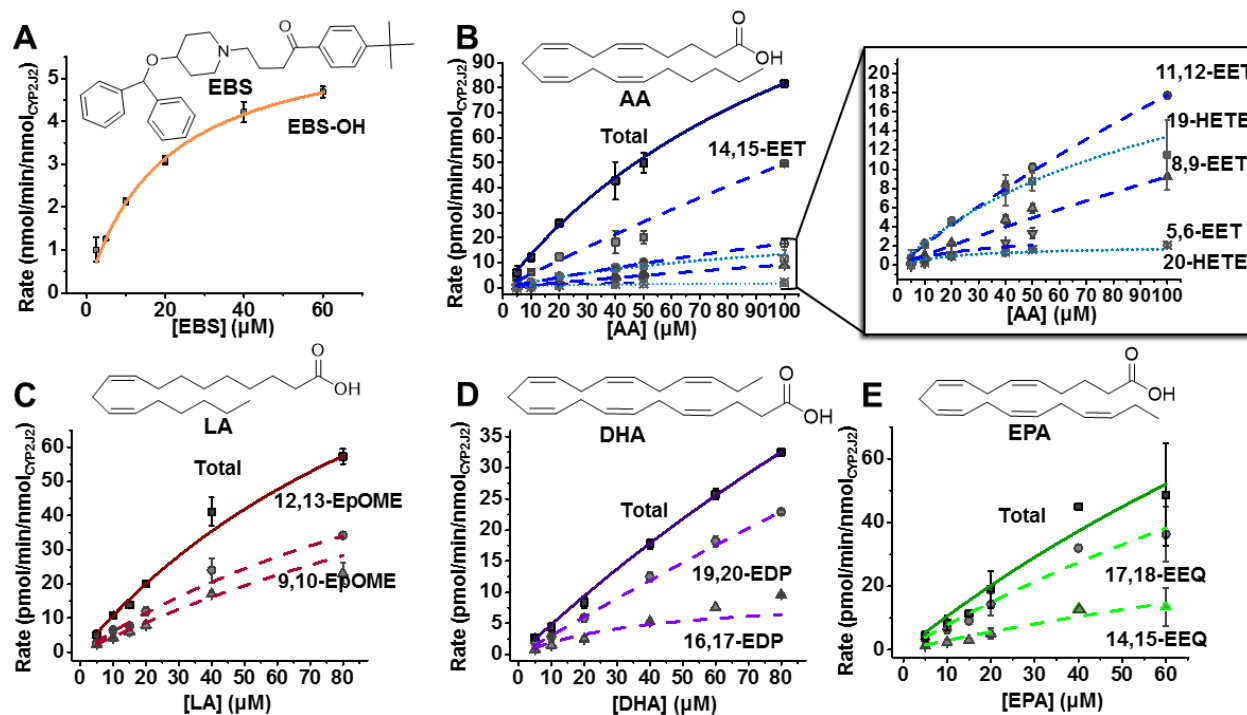 A
O
O
N
EBS
EBS-OH
Rate (nmol/min/nmolCYP2J2)
5
4
3
2
1
0
0 10 20 30 40 50 60
[EBS] (µM)
B
O
OH
AA
Total
14,15-EET
Rate (pmol/min/nmolCYP2J2)
90
80
70
60
50
40
30
20
10
0
0 10 20 30 40 50 60 70 80 90 100
[AA] (µM)
11,12-EET
19-HETE
8,9-EET
5,6-EET
20-HETE
20
18
16
14
12
10
8
6
4
2
0
0 10 20 30 40 50 60 70 80 90 100
[AA] (µM)
C
O
OH
LA
Total
12,13-EpOME
9,10-EpOME
Rate (pmol/min/nmolCYP2J2)
60
50
40
30
20
10
0
0 10 20 30 40 50 60 70 80
[LA] (µM)
D
O
OH
DHA
Total
19,20-EDP
16,17-EDP
Rate (pmol/min/nmolCYP2J2)
35
30
25
20
15
10
5
0
0 10 20 30 40 50 60 70 80
[DHA] (µM)
E
O
OH
EPA
Total
17,18-EEQ
14,15-EEQ
Rate (pmol/min/nmolCYP2J2)
60
40
20
0
0 10 20 30 40 50 60
[EPA] (µM)